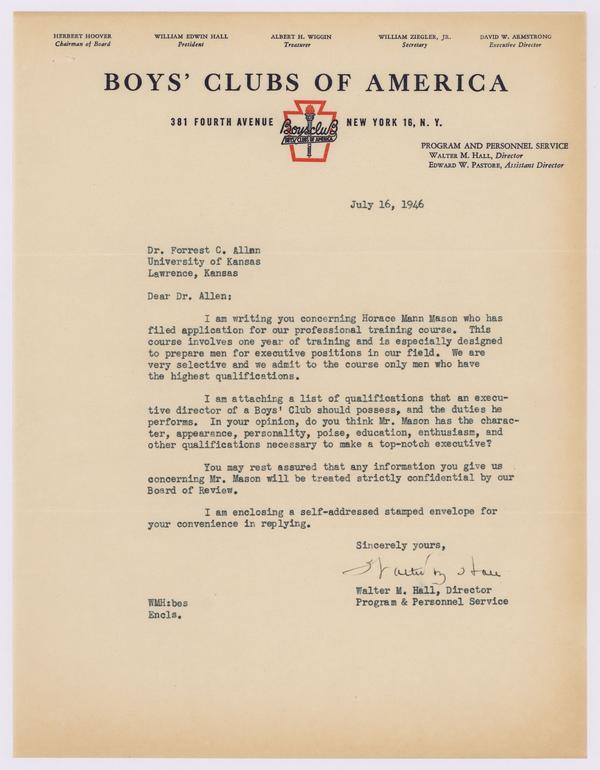 HERBERT HOOVER WILLIAM EDWIN HALL ALBERT H. WIGGIN WILLIAM ZIEGLER, JR. DAVID W. ARMSTRONG
Chairman of Board President Treasurer Secretary Executive Director
BOYS' CLUBS OF AMERICA
381 FOURTH AVENUE NEW YORK 16, N. Y.
Boys Club
BOYS' CLUBS OF AMERICA
PROGRAM AND PERSONNEL SERVICE
WALTER M. HALL, Director
EDWARD W. PASTORE, Assistant Director
July 16, 1946
Dr. Forrest C. Allan
University of Kansas
Lawrence, Kansas
Dear Dr. Allen:
I am writing you concerning Horace Mann Mason who has
filed application for our professional training course. This
course involves one year of training and is especially designed
to prepare men for executive positions in our field. We are
very selective and we admit to the course only men who have
the highest qualifications.
I am attaching a list of qualifications that an execu-
tive director of a Boys' Club should possess, and the duties he
performs. In your opinion, do you think Mr. Mason has the charac-
ter, appearance, personality, poise, education, enthusiasm, and
other qualifications necessary to make a top-notch executive?
You may rest assured that any information you give us
concerning Mr. Mason will be treated strictly confidential by our
Board of Review.
I am enclosing a self-addressed stamped envelope for
your convenience in replying.
Sincerely yours,
Walter M Hall
Walter M. Hall, Director
Program & Personnel Service
WMH:bes
Encls.